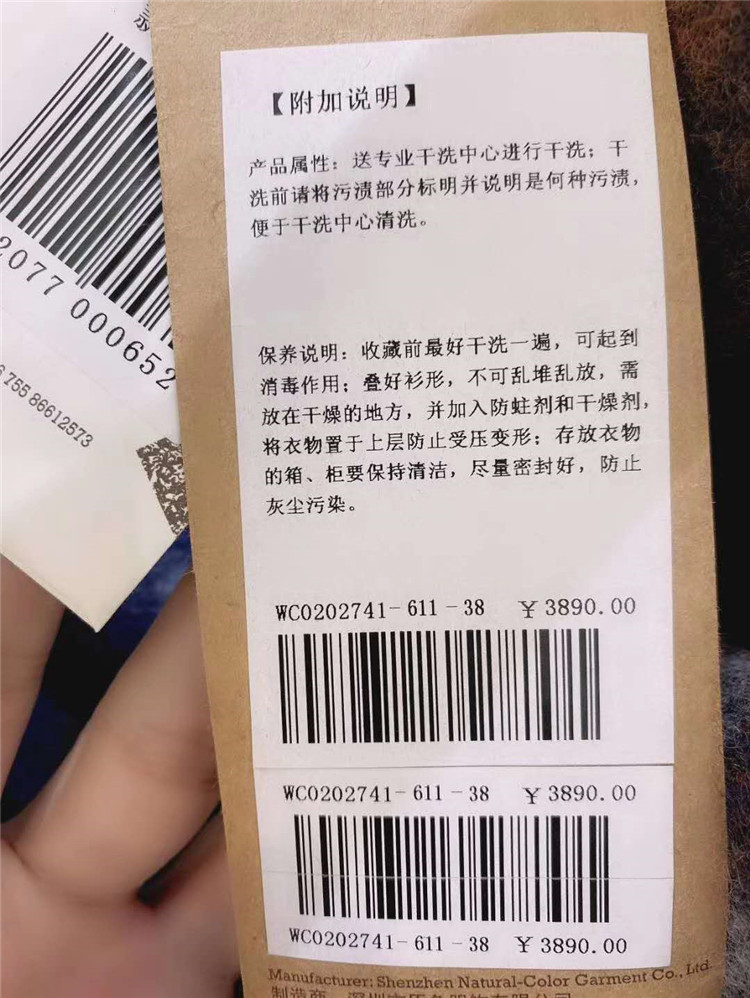 2077 000652
755 86612573
【附加说明】
产品属性：送专业干洗中心进行干洗；干
洗前请将污渍部分标明并说明是何种污渍，
便于干洗中心清洗。
保养说明：收藏前最好干洗一遍，可起到
消毒作用；叠好衫形，不可乱堆乱放，需
放在干燥的地方，并加入防蛀剂和干燥剂，
将衣物置于上层防止受压变形；存放衣物
的箱、柜要保持清洁，尽量密封好，防止
灰尘污染。
WC0202741-611-38 ￥3890.00
WC0202741-611-38 ￥3890.00
WC0202741-611-38 ￥3890.00
Manufacturer: Shenzhen Natural-Color Garment Co., Ltd.
制造商